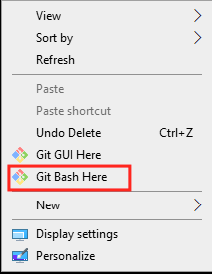 View
Sort by
Refresh
Paste
Paste shortcut
Undo Delete Ctrl+Z
Git GUI Here
Git Bash Here
New
Display settings
Personalize